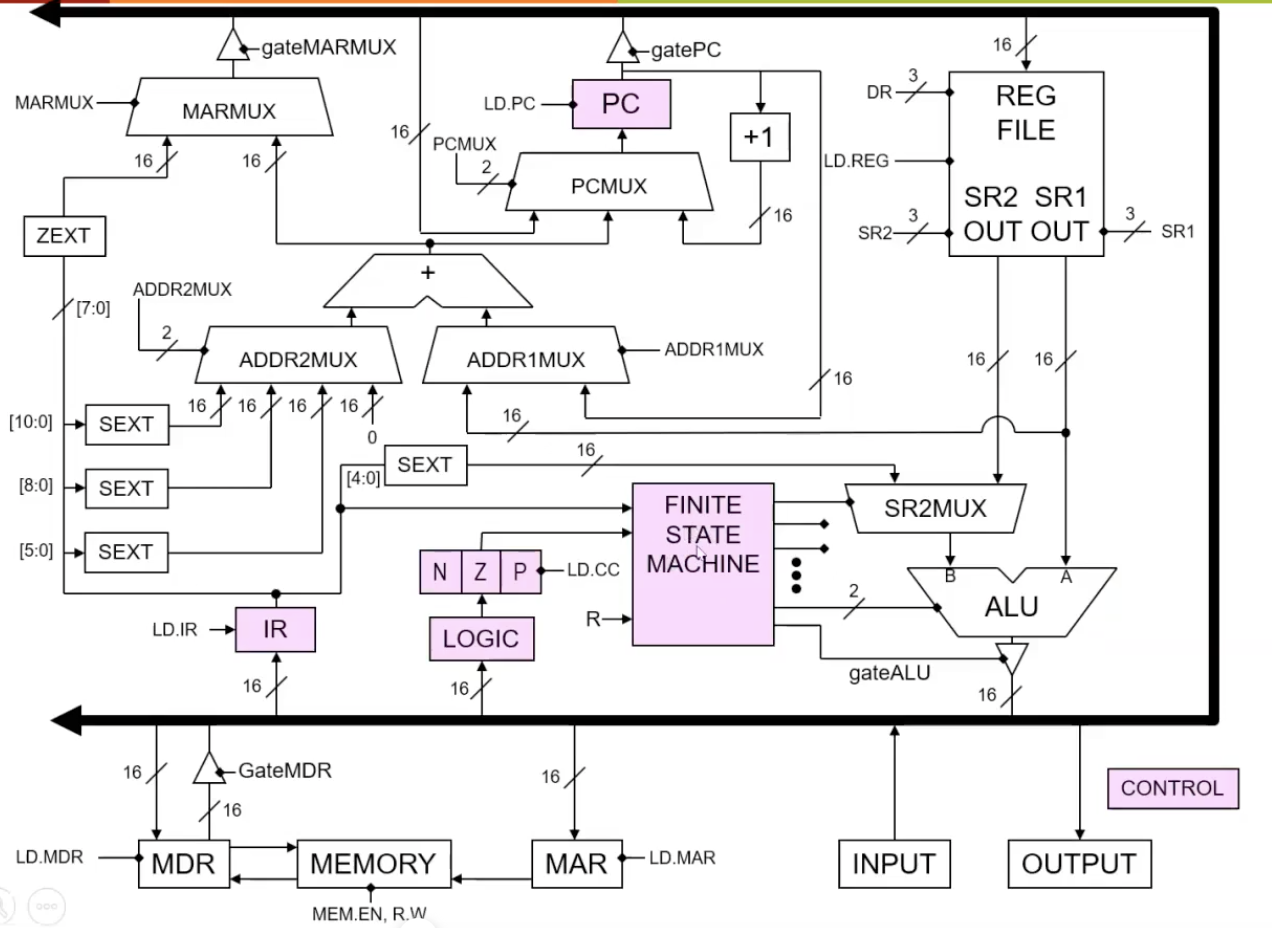 gateMARMUX
gatePC
16
MARMUX
MARMUX
LD.PC
PC
DR
3
REG
FILE
16
PCMUX
+1
16
16
2
PCMUX
LD.REG
ZEXT
16
SR2 SR1
OUT OUT
SR2
3
3
SR1
+
[7:0]
ADDR2MUX
2
ADDR2MUX
ADDR1MUX
ADDR1MUX
16
16
16
[10:0]
SEXT
16
16
16
16
0
16
[4:0]
SEXT
16
[8:0]
SEXT
FINITE
STATE
MACHINE
SR2MUX
[5:0]
SEXT
N Z P
LD.CC
B
A
ALU
2
LD.IR
IR
LOGIC
R
gateALU
16
16
16
16
GateMDR
16
16
CONTROL
LD.MDR
MDR
MEMORY
MAR
LD.MAR
INPUT
OUTPUT
MEM.EN, R.W